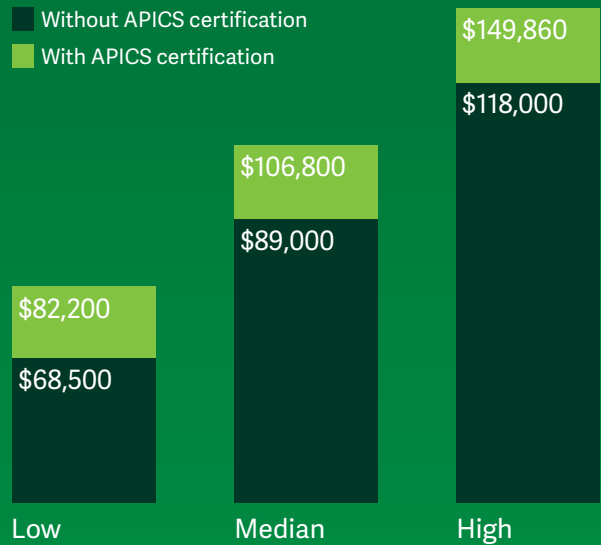 Without APICS certification
With APICS certification
$149,860
$118,000
$106,800
$89,000
$82,200
$68,500
Low Median High